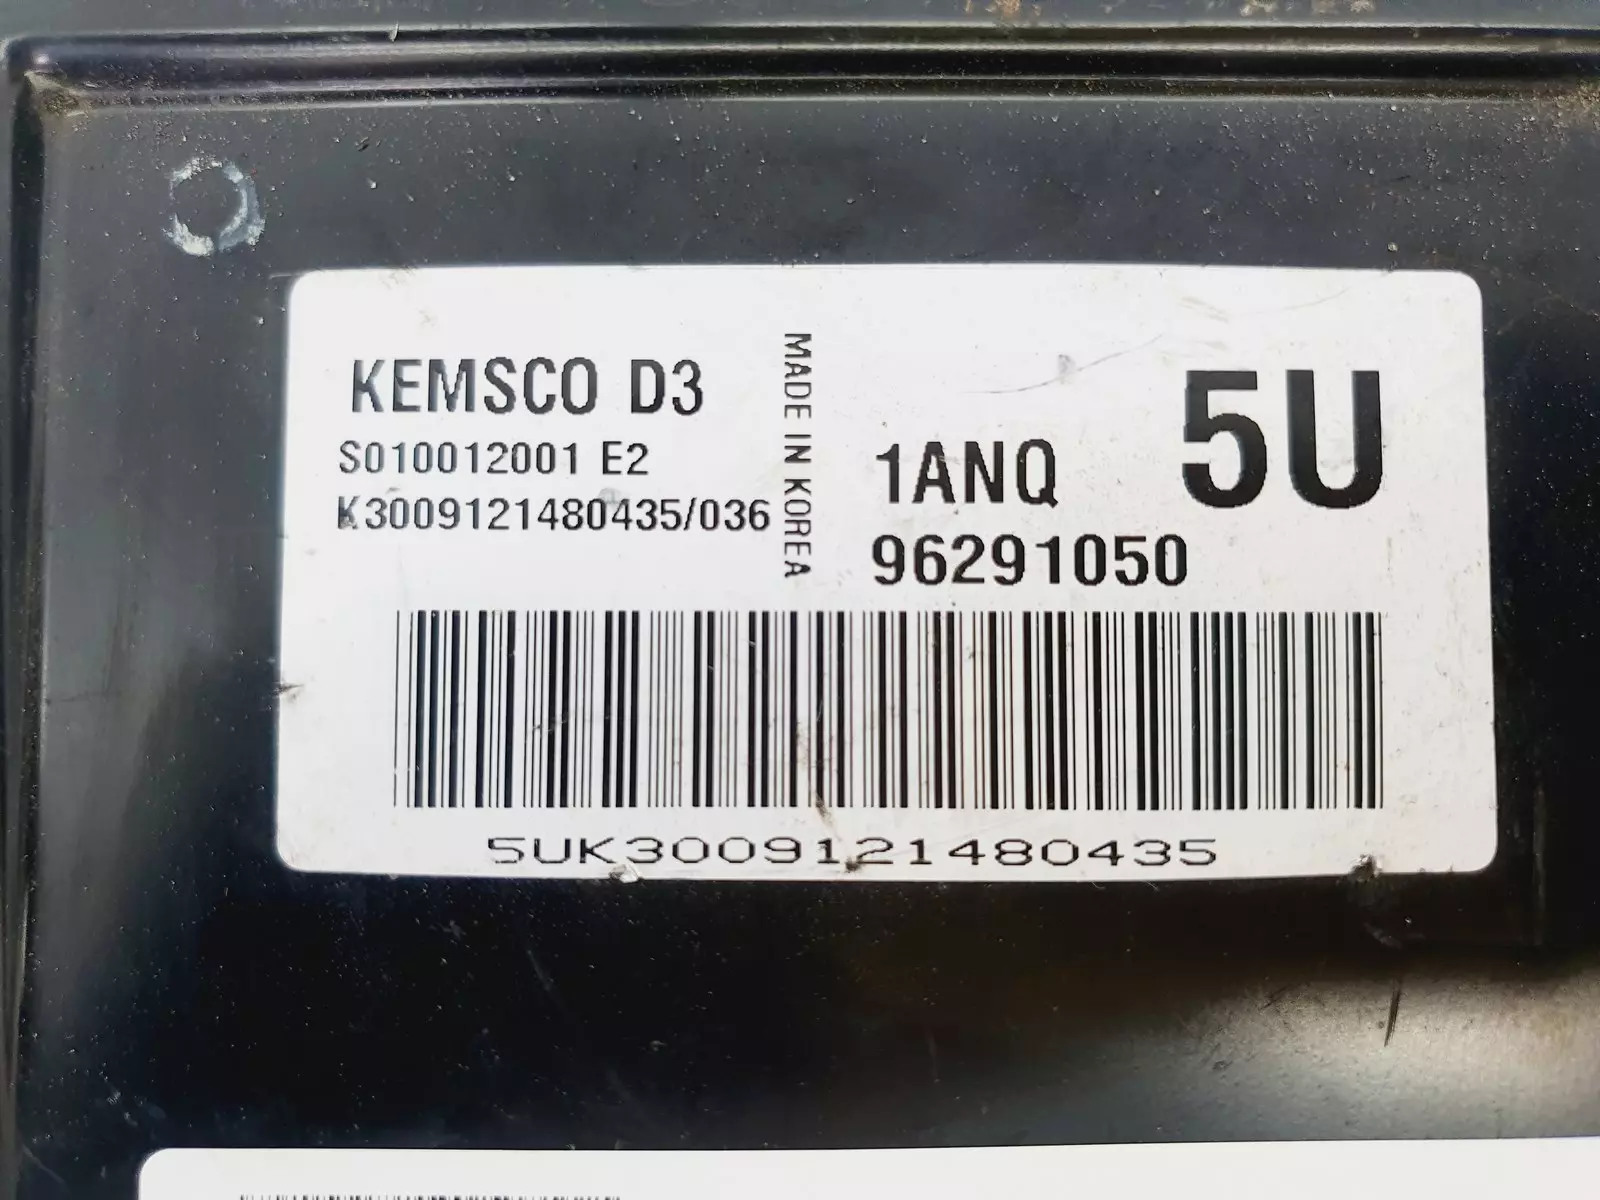 KEMSCO D3
S010012001 E2
K3009121480435/036
MADE IN KOREA
1ANQ
5U
96291050
5UK3009121480435